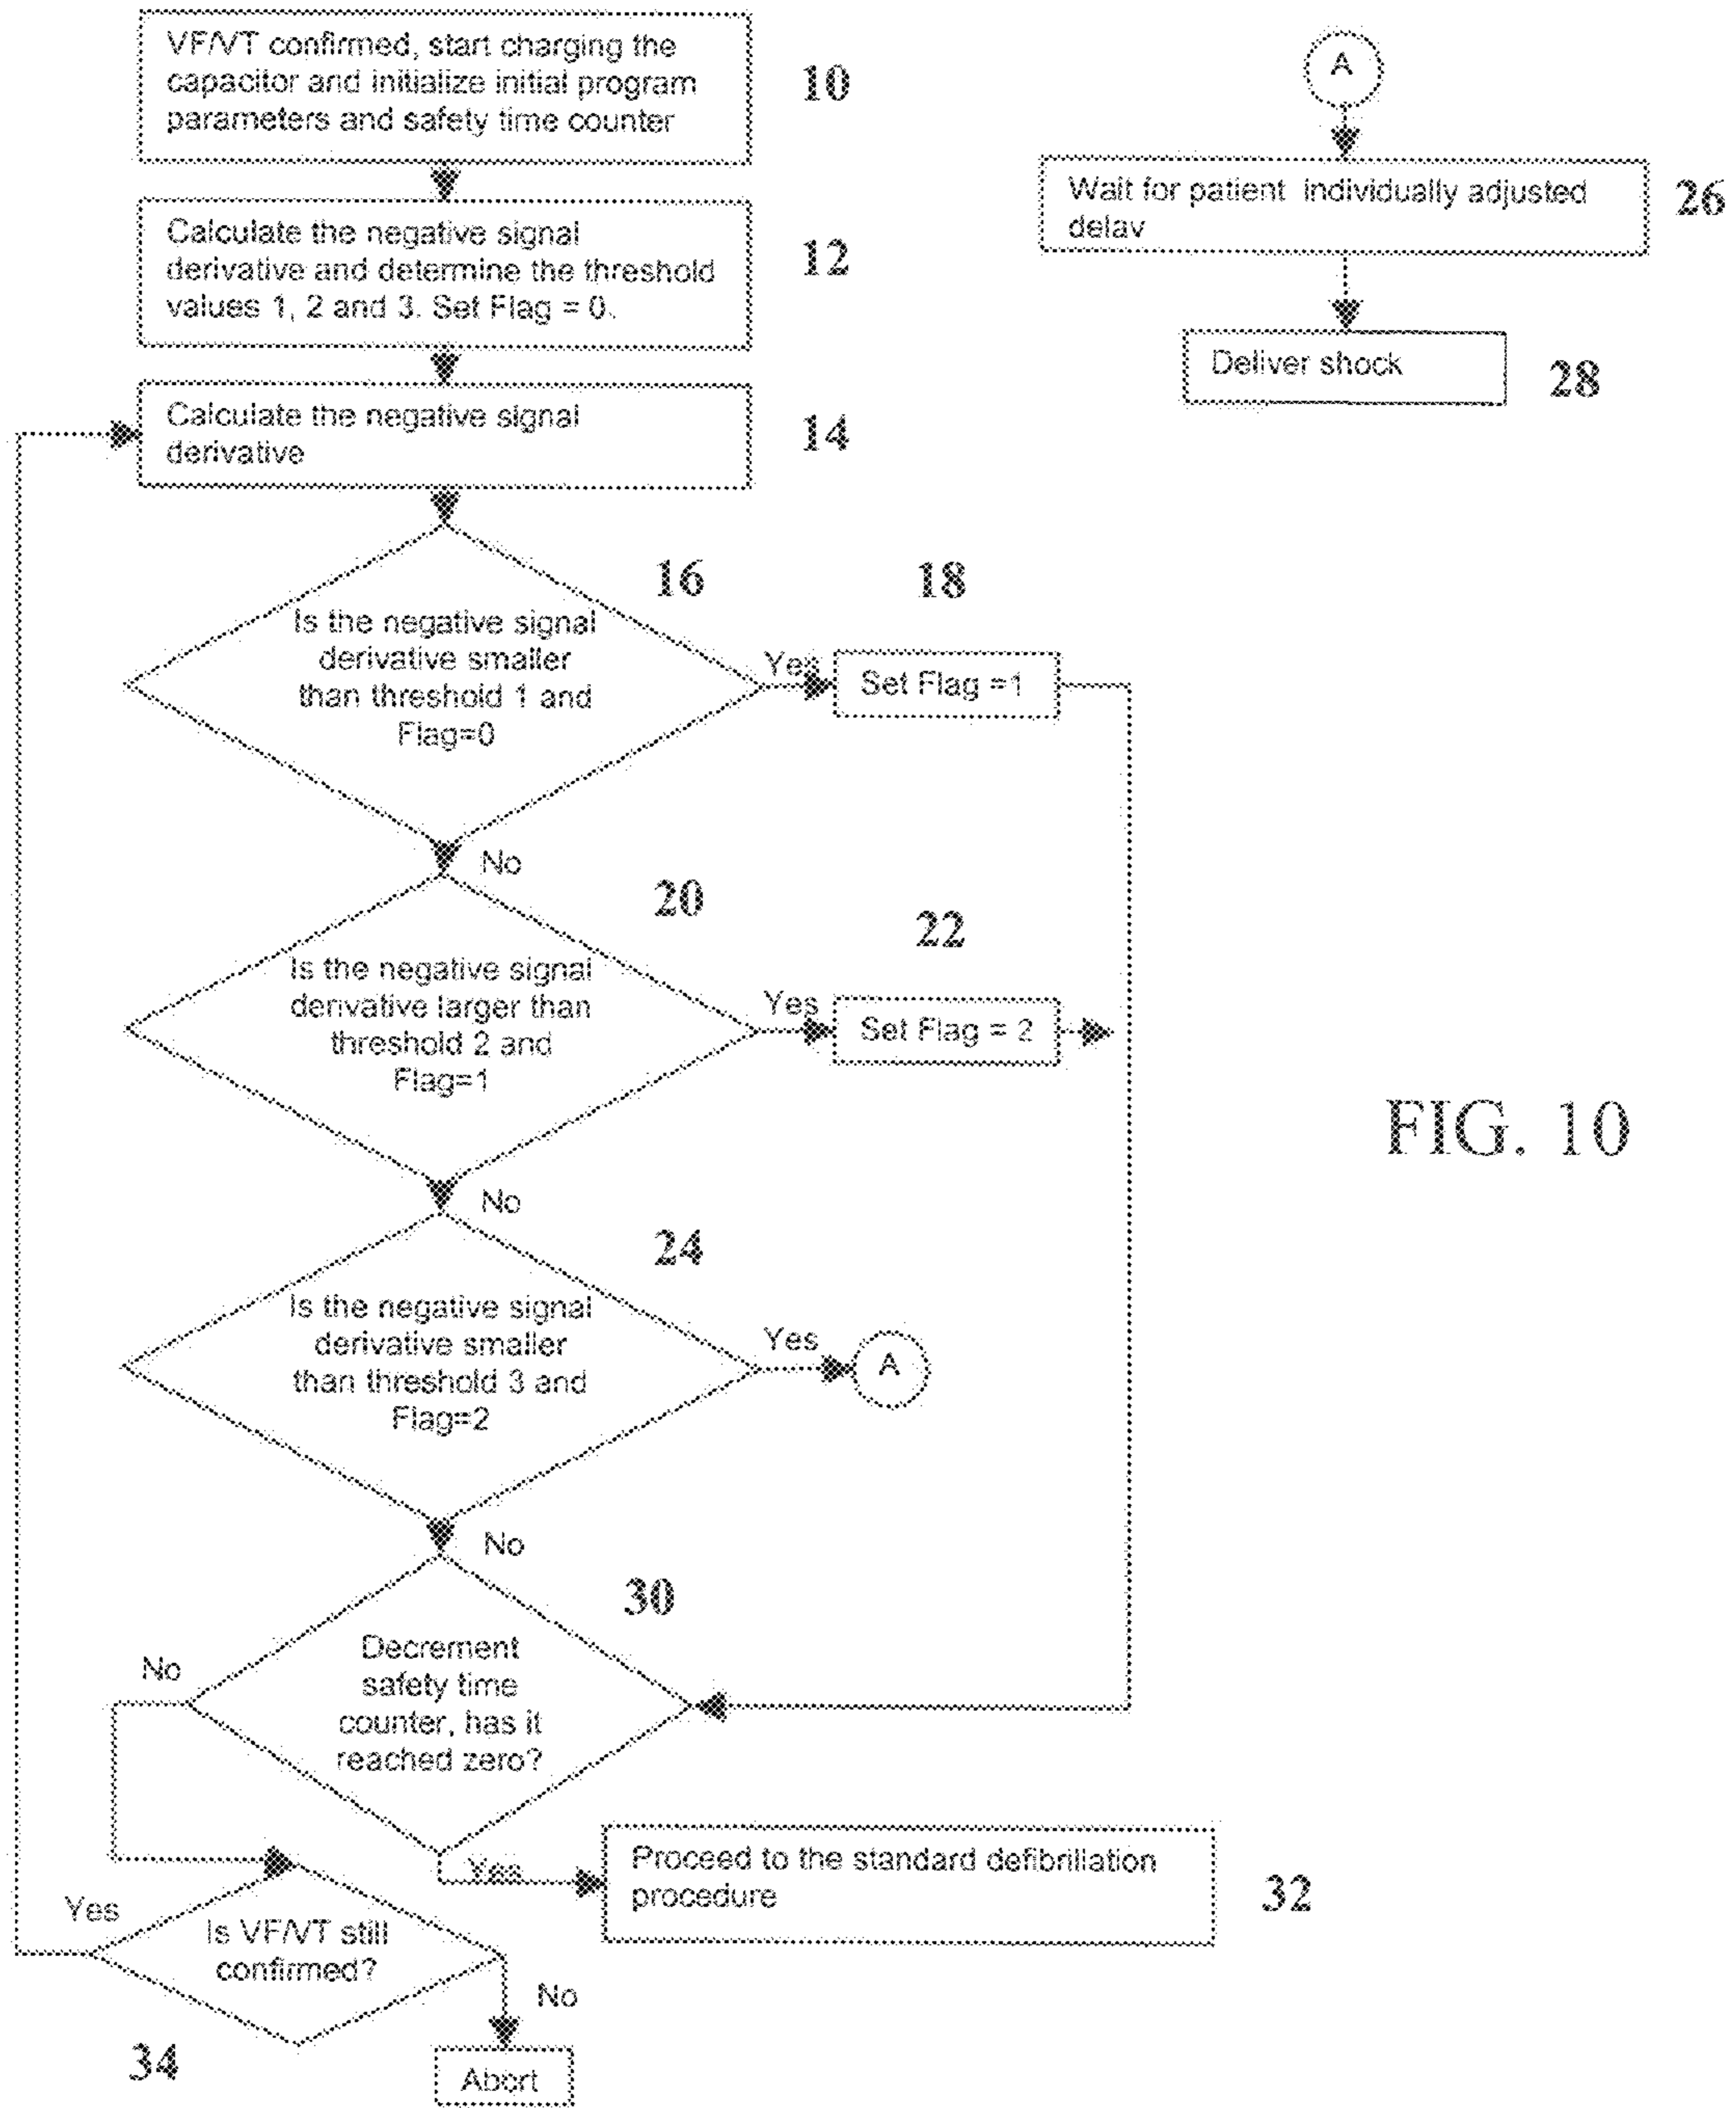 VF/VT confirmed, start charging the
capacitor and initialize initial program
parameters and safety time counter
10
Calculate the negative signal
derivative and determine the threshold
values 1, 2 and 3. Set Flag = 0.
12
Calculate the negative signal
derivative
14
Is the negative signal
derivative smaller
than threshold 1 and
Flag=0
16
Yes
18
Set Flag =1
No
Is the negative signal
derivative larger than
threshold 2 and
Flag=1
20
Yes
22
Set Flag = 2
No
Is the negative signal
derivative smaller
than threshold 3 and
Flag=2
24
Yes
A
No
Decrement
safety time
counter, has it
reached zero?
30
No
Yes
Proceed to the standard defibrillation
procedure
32
Is VF/VT still
confirmed?
34
Yes
No
Abort
A
Wait for patient individually adjusted
delay
26
Deliver shock
28
FIG. 10